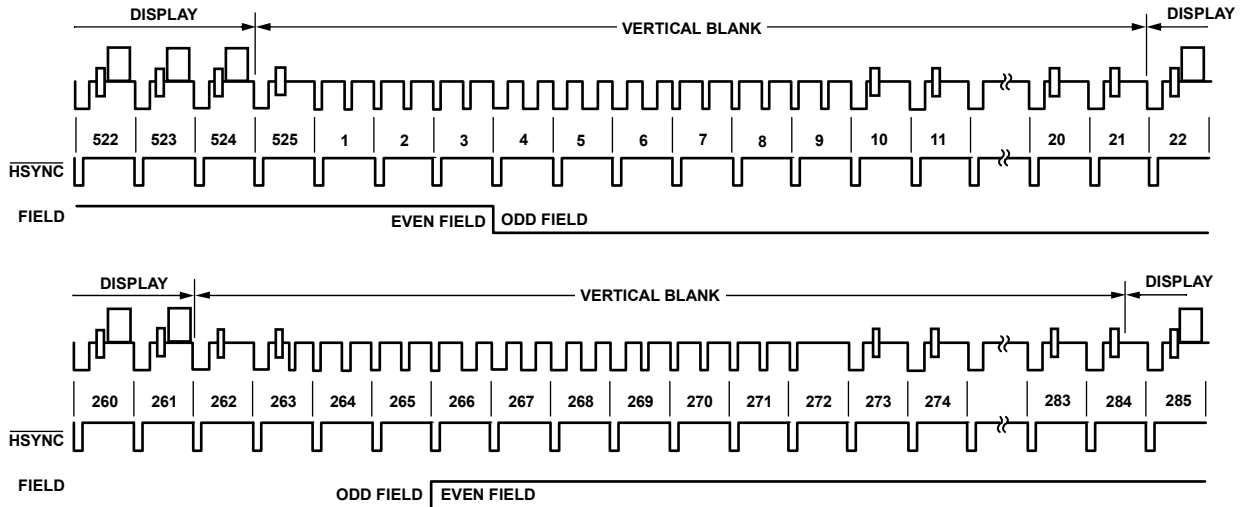 DISPLAY VERTICAL BLANK DISPLAY
522 523 524 525 1 2 3 4 5 6 7 8 9 10 11 20 21 22
HSYNC
FIELD
EVEN FIELD ODD FIELD
DISPLAY VERTICAL BLANK DISPLAY
260 261 262 263 264 265 266 267 268 269 270 271 272 273 274 283 284 285
HSYNC
FIELD
ODD FIELD EVEN FIELD